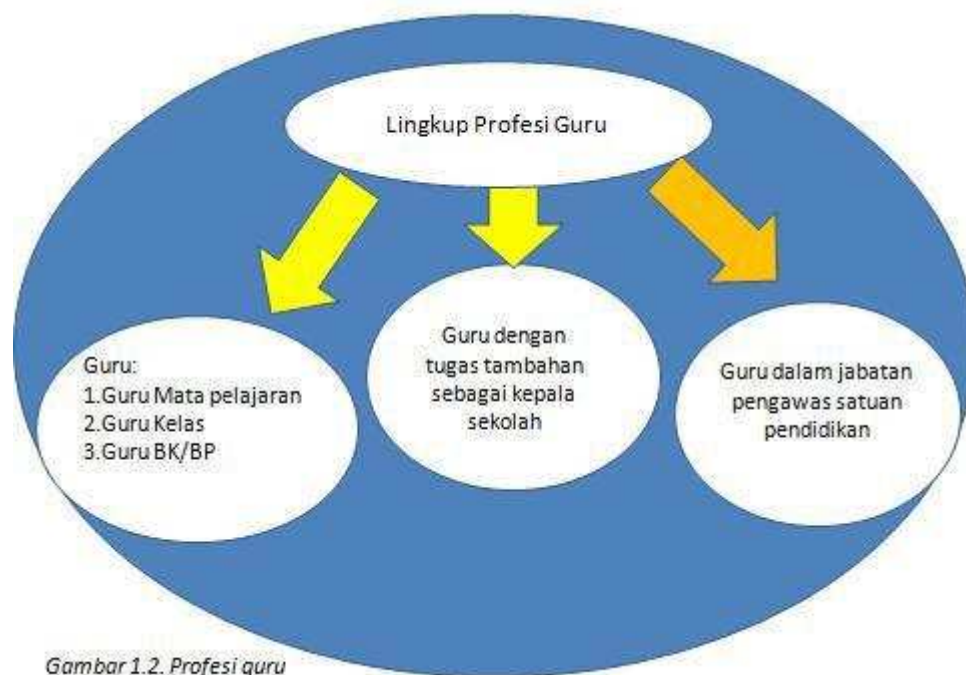 Lingkup Profesi Guru
Guru:
1.Guru Mata pelajaran
2.Guru Kelas
3.Guru BK/BP
Guru dengan
tugas tambahan
sebagai kepala
sekolah
Guru dalam jabatan
pengawas satuan
pendidikan
Gambar 1.2. Profesi guru